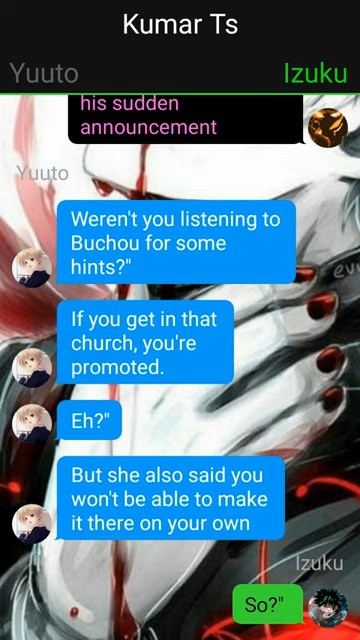 Kumar Ts
Yuuto Izuku
his sudden
announcement
Yuuto
Weren't you listening to
Buchou for some
hints?"
If you get in that
church, you're
promoted.
Eh?"
But she also said you
won't be able to make
it there on your own
Izuku
So?"